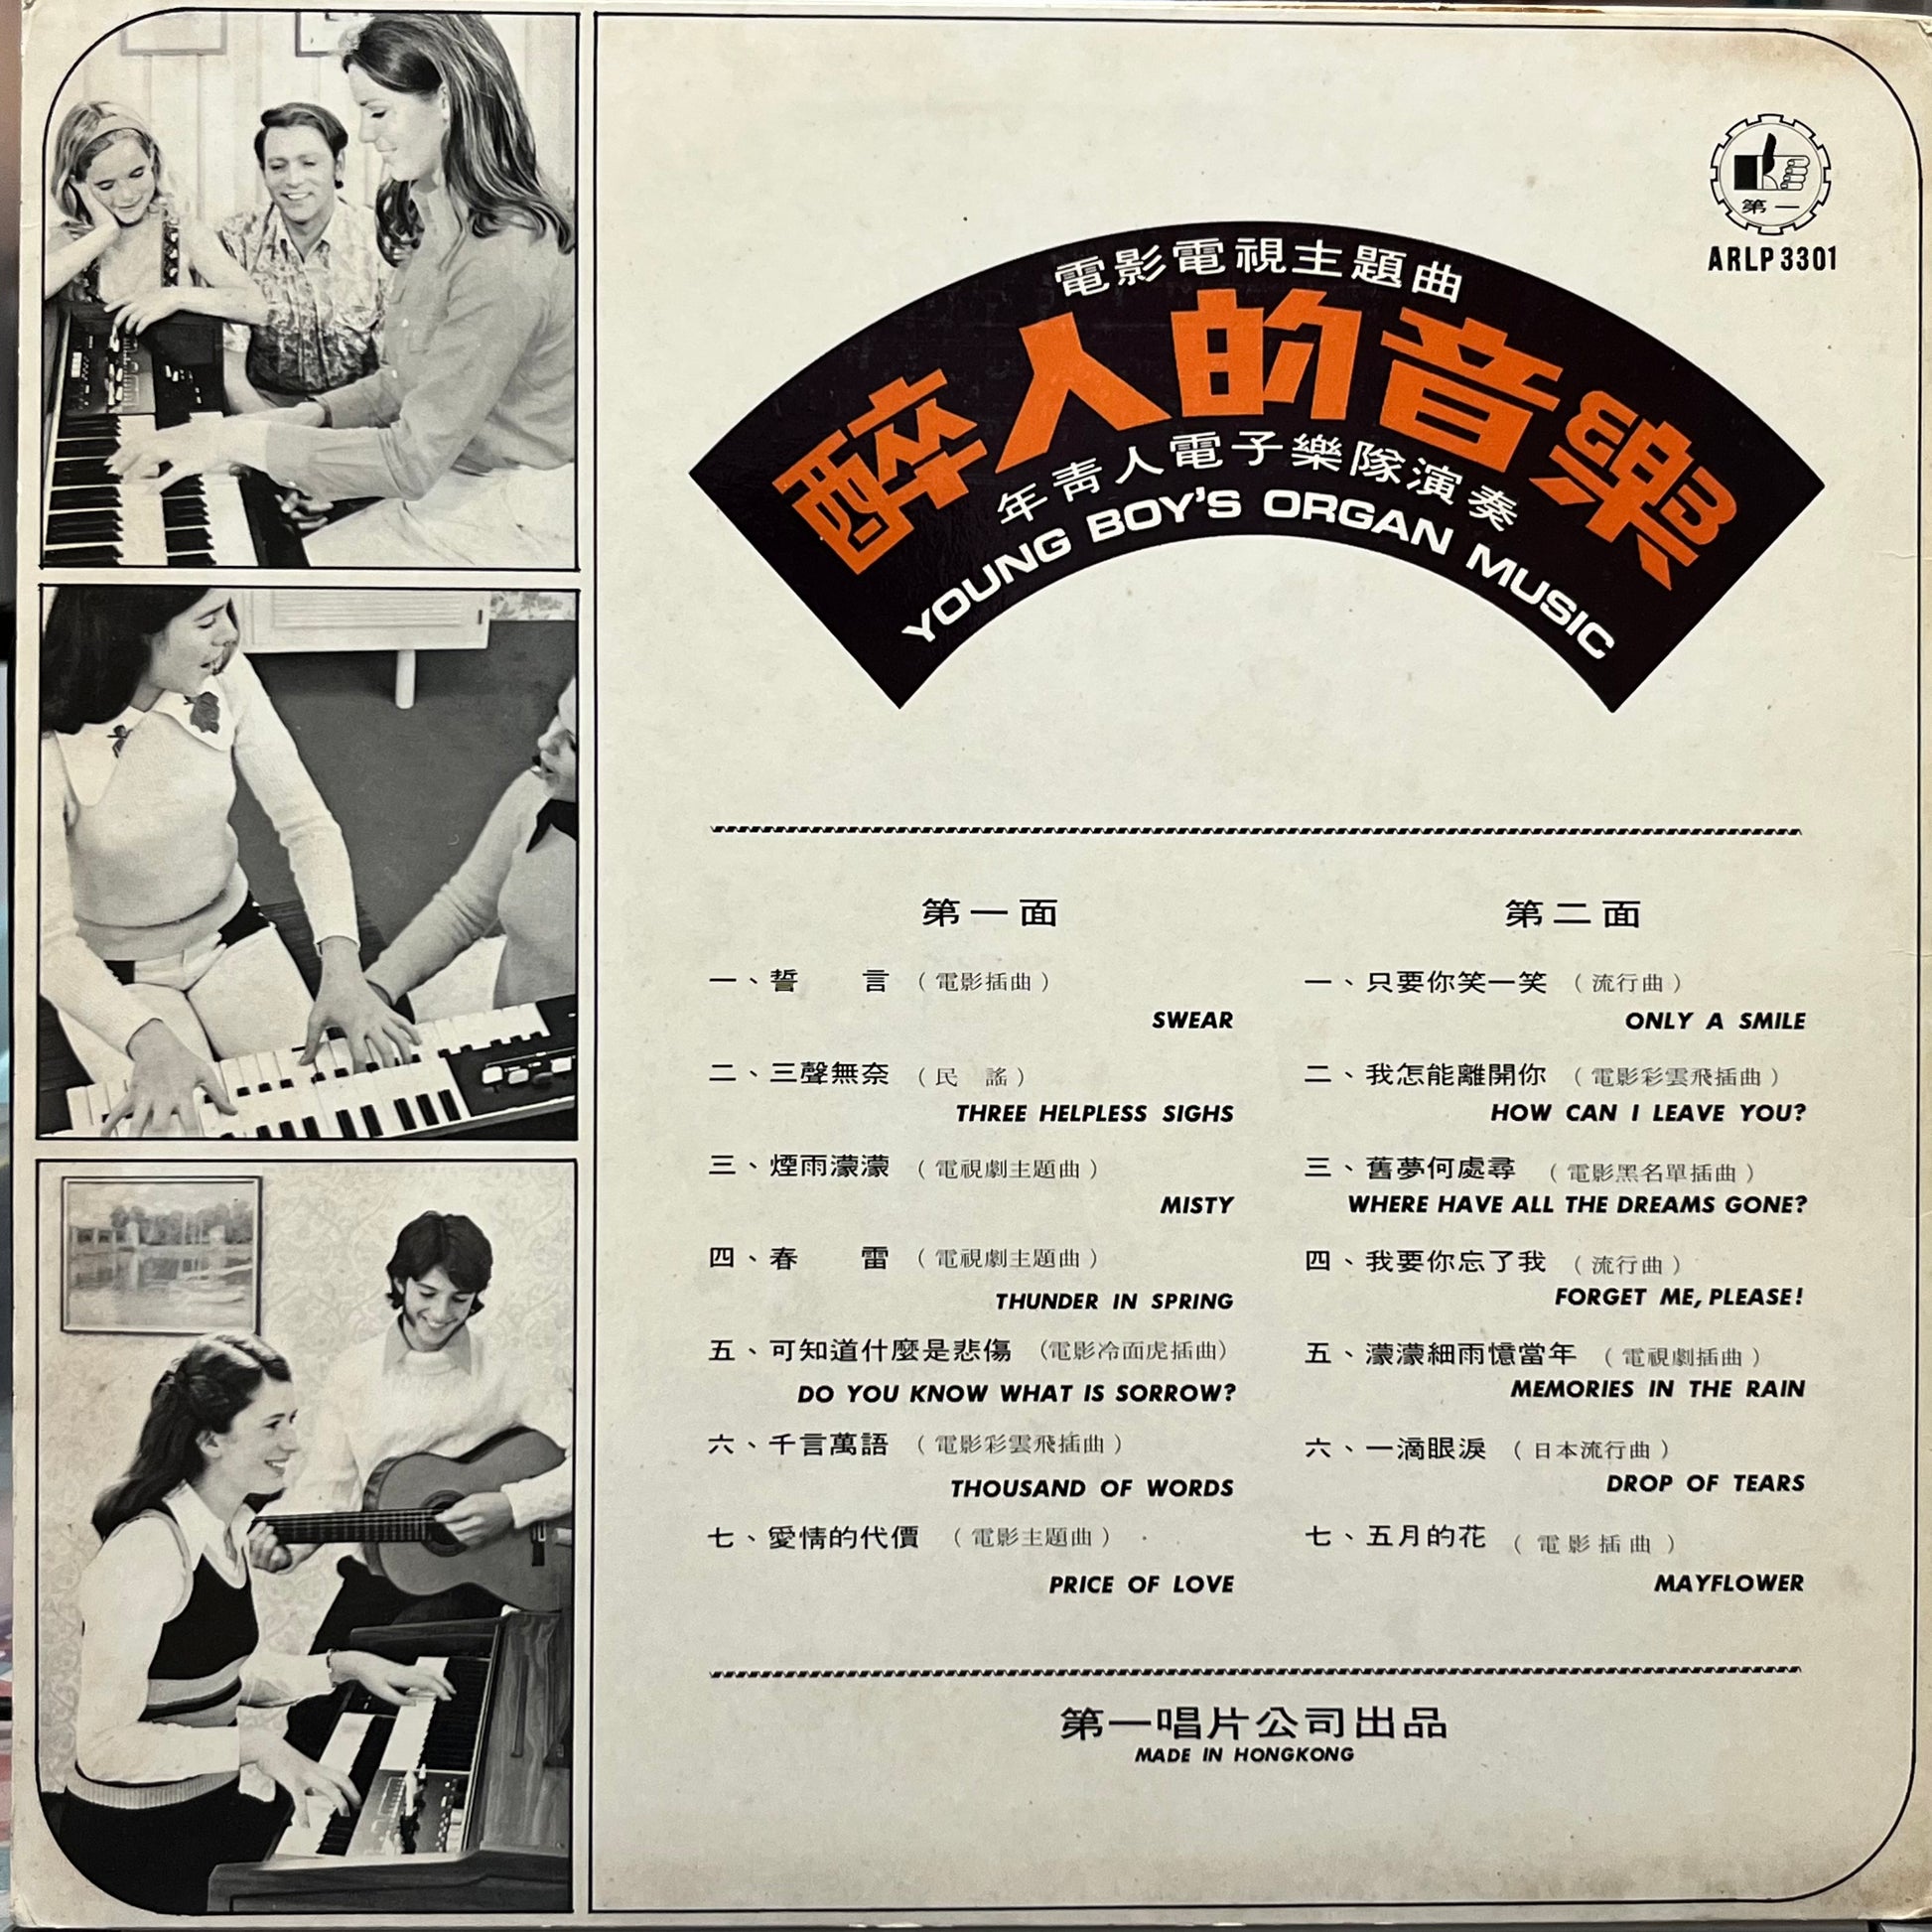 第一
ARLP 3301
電影電視主題曲
醉人的音樂
年青人電子樂隊演奏
YOUNG BOY'S ORGAN MUSIC
第一面
一、誓 言 (電影插曲)
SWEAR
二、三聲無奈 (民 謠)
THREE HELPLESS SIGHS
三、煙雨濛濛 (電視劇主題曲)
MISTY
四、春 雷 (電視劇主題曲)
THUNDER IN SPRING
五、可知道什麼是悲傷 (電影冷面虎插曲)
DO YOU KNOW WHAT IS SORROW?
六、千言萬語 (電影彩雲飛插曲)
THOUSAND OF WORDS
七、愛情的代價 (電影主題曲)
PRICE OF LOVE
第二面
一、只要你笑一笑 (流行曲)
ONLY A SMILE
二、我怎能離開你 (電影彩雲飛插曲)
HOW CAN I LEAVE YOU?
三、舊夢何處尋 (電影黑名單插曲)
WHERE HAVE ALL THE DREAMS GONE?
四、我要你忘了我 (流行曲)
FORGET ME, PLEASE!
五、濛濛細雨憶當年 (電視劇插曲)
MEMORIES IN THE RAIN
六、一滴眼淚 (日本流行曲)
DROP OF TEARS
七、五月的花 (電影插曲)
MAYFLOWER
第一唱片公司出品
MADE IN HONGKONG